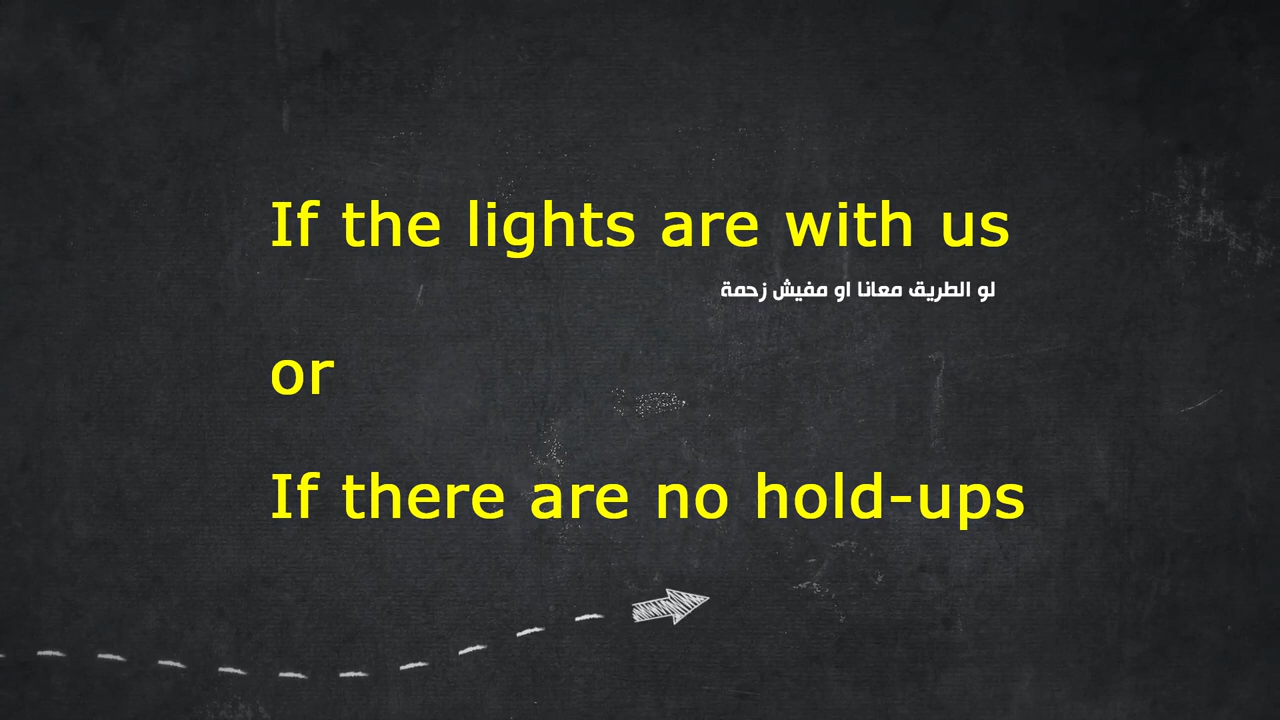 If the lights are with us
لو الطريق معانا او مفيش زحمة
or
If there are no hold-ups